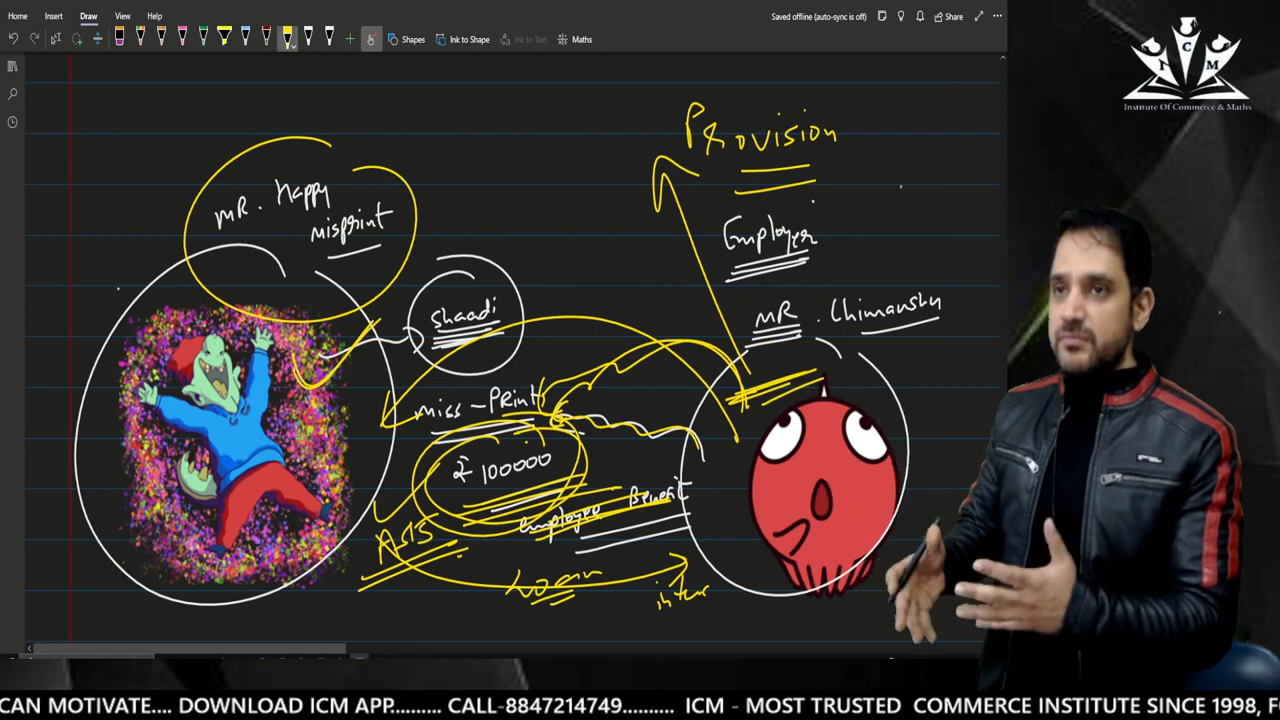 Home Insert Draw View Help
Saved offline (auto-sync is off)
Share
Shapes
Ink to Shape
Ink to Text
Maths
ICM
Institute Of Commerce & Maths
Provision
MR. Happy
misprint
Employer
shaadi
MR. Chimanshu
miss-Print
₹ 100000
employee Benefit
AS15
Loan
CAN MOTIVATE.... DOWNLOAD ICM APP......... CALL-8847214749......... ICM - MOST TRUSTED COMMERCE INSTITUTE SINCE 1998, F